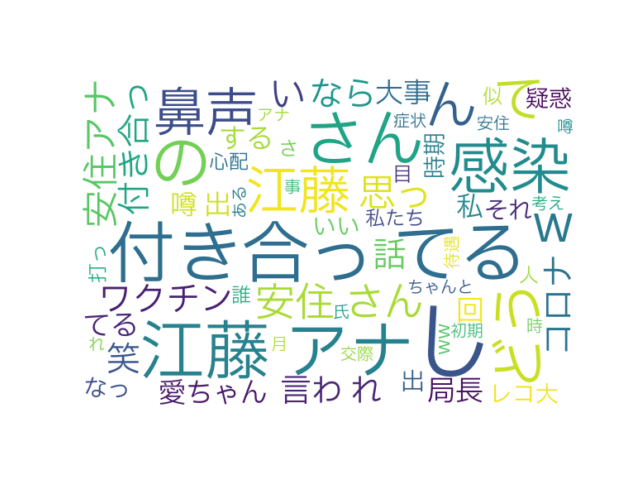 鼻声
い
なら
大事
ん
て
似
疑惑
アナ
症状
安住
噂
安住アナ
付き合っ
する
さ
さん
の
心配
時期
感染
江藤
思っ
目
事
ある
噂
出
私
それ
考え
いい
私たち
付き合っ
てる
w
話
待遇
人
打っ
コロナ
どう
ワクチン
誰
安住
さん
ちゃんと
回
てる
氏
江藤
アナ
し
ww
初期
時
れ
笑
月
交際
なっ
愛ちゃん
言わ
れ
出
局長
レコ大